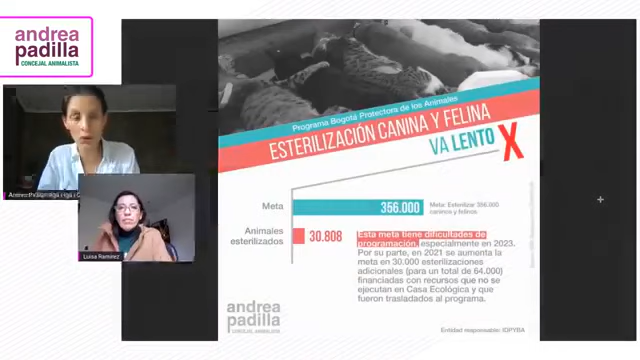 andrea
padilla
CONCEJAL ANIMALISTA
Luisa Ramírez
Programa Bogotá Protectora de los Animales
ESTERILIZACIÓN CANINA Y FELINA
VA LENTO X
Meta
356.000
Meta: Esterilizar 356.000
caninos y felinos
Animales
esterilizados
30.808
Esta meta tiene dificultades de
programación, especialmente en 2023.
Por su parte, en 2021 se aumenta la
meta en 30.000 esterilizaciones
adicionales (para un total de 64.000)
financiadas con recursos que no se
ejecutan en Casa Ecológica y que
fueron trasladados al programa.
andrea
padilla
CONCEJAL ANIMALISTA
Entidad responsable: IDPYBA